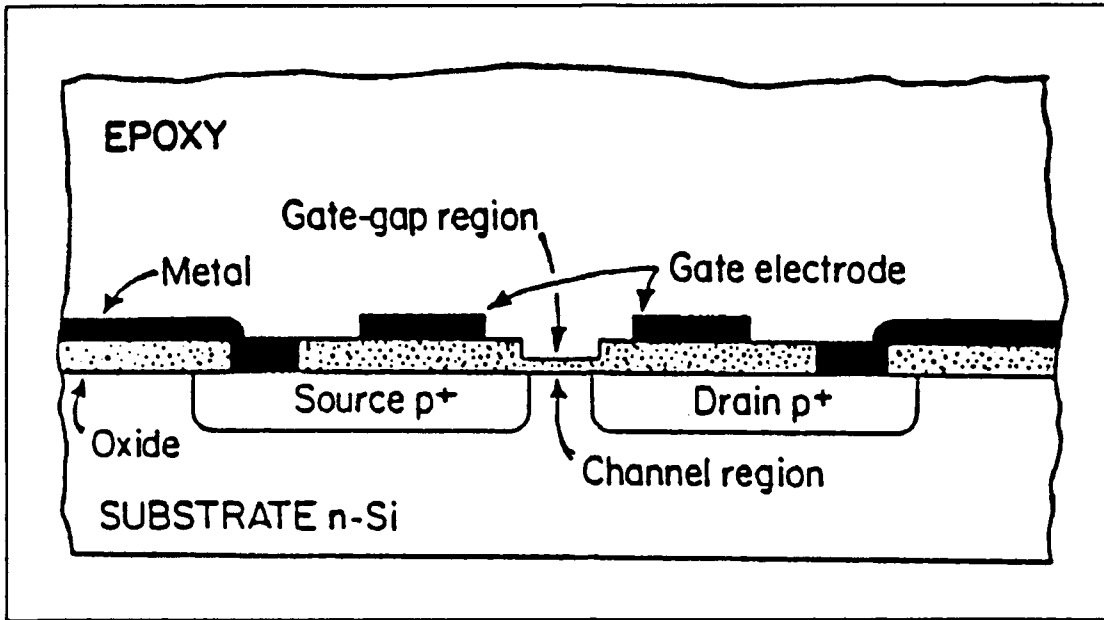 EPOXY
Gate-gap region
Metal
Gate electrode
Source p+
Drain p+
Oxide
Channel region
SUBSTRATE n-Si